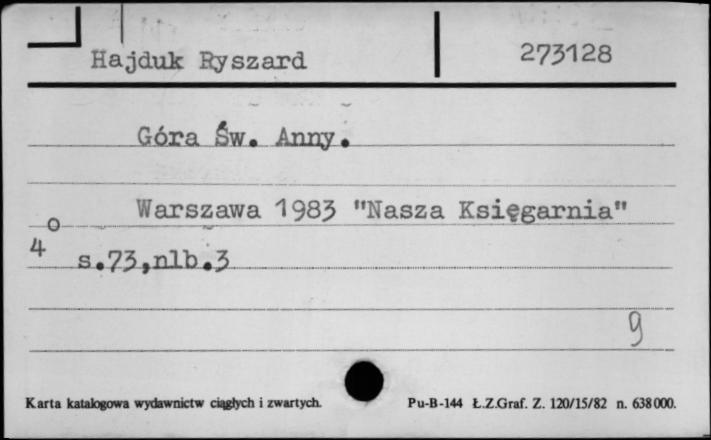 Hajduk Ryszard 273128
Góra Św. Anny.
Warszawa 1983 "Nasza Księgarnia"
4°
s.73,nlb.3
9
Karta katalogowa wydawnictw ciągłych i zwartych. Pu-B-144 Ł.Z.Graf. Z. 120/15/82 n. 638000.